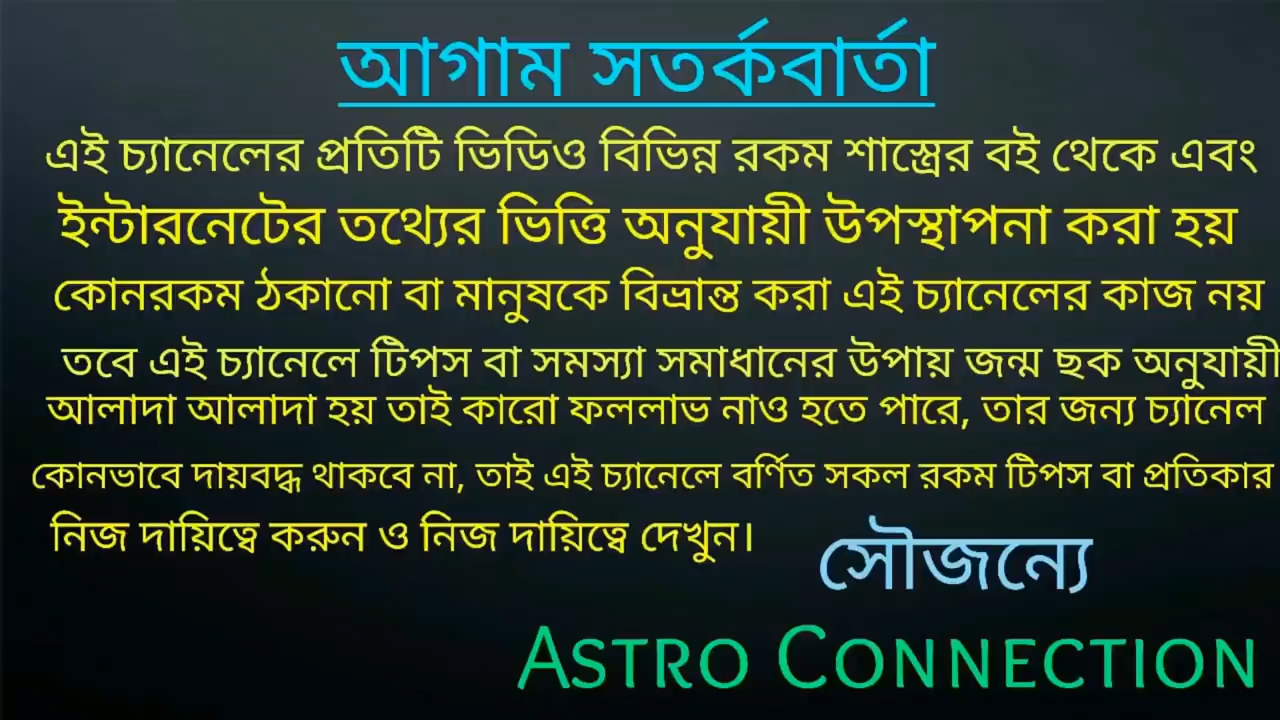 আগাম সতর্কবার্তা
এই চ্যানেলের প্রতিটি ভিডিও বিভিন্ন রকম শাস্ত্রের বই থেকে এবং
ইন্টারনেটের তথ্যের ভিত্তি অনুযায়ী উপস্থাপনা করা হয়
কোনরকম ঠকানো বা মানুষকে বিভ্রান্ত করা এই চ্যানেলের কাজ নয়
তবে এই চ্যানেলে টিপস বা সমস্যা সমাধানের উপায় জন্ম ছক অনুযায়ী
আলাদা আলাদা হয় তাই কারো ফললাভ নাও হতে পারে, তার জন্য চ্যানেল
কোনভাবে দায়বদ্ধ থাকবে না, তাই এই চ্যানেলে বর্ণিত সকল রকম টিপস বা প্রতিকার
নিজ দায়িত্বে করুন ও নিজ দায়িত্বে দেখুন।
সৌজন্যে
ASTRO CONNECTION